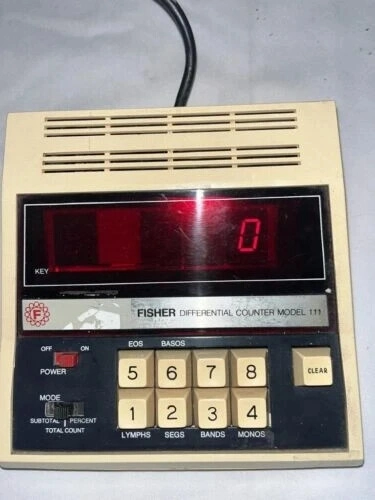 0
KEY
F
FISHER DIFFERENTIAL COUNTER MODEL 111
OFF ON
POWER
EOS BASOS
5 6 7 8
CLEAR
MODE
1 2 3 4
SUBTOTAL PERCENT
TOTAL COUNT
LYMPHS SEGS BANDS MONOS